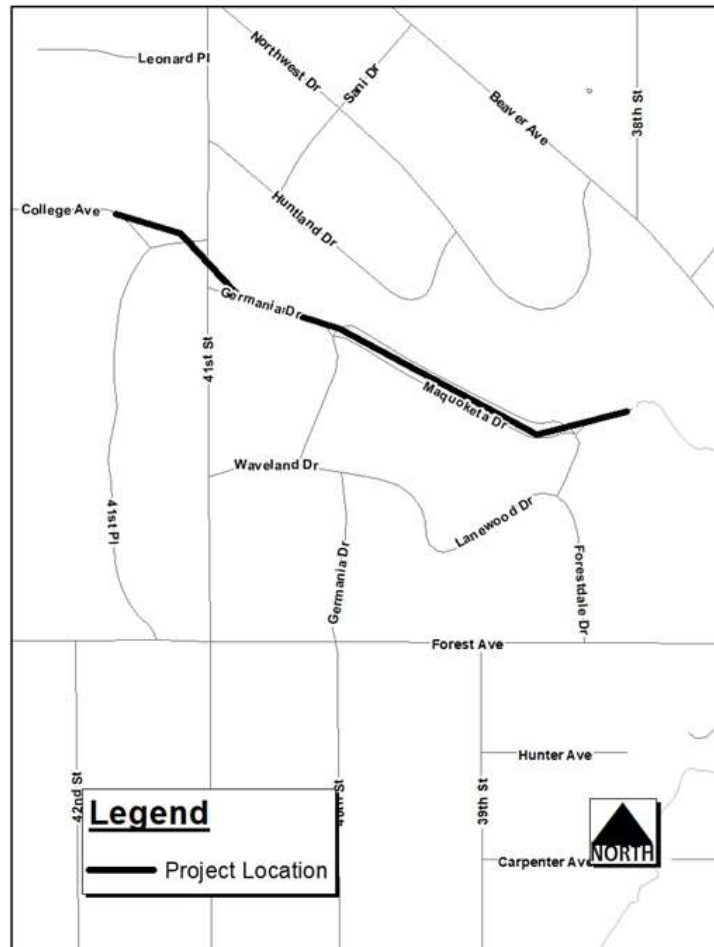 Leonard Pl
Northwest Dr
Sani Dr
Beaver Ave
38th St
College Ave
Huntland Dr
Germania Dr
41st St
Maquoketa Dr
Waveland Dr
41st Pl
Lanewood Dr
Germania Dr
Forestdale Dr
Forest Ave
Hunter Ave
42nd St
39th St
Carpenter Ave
NORTH
Legend
Project Location